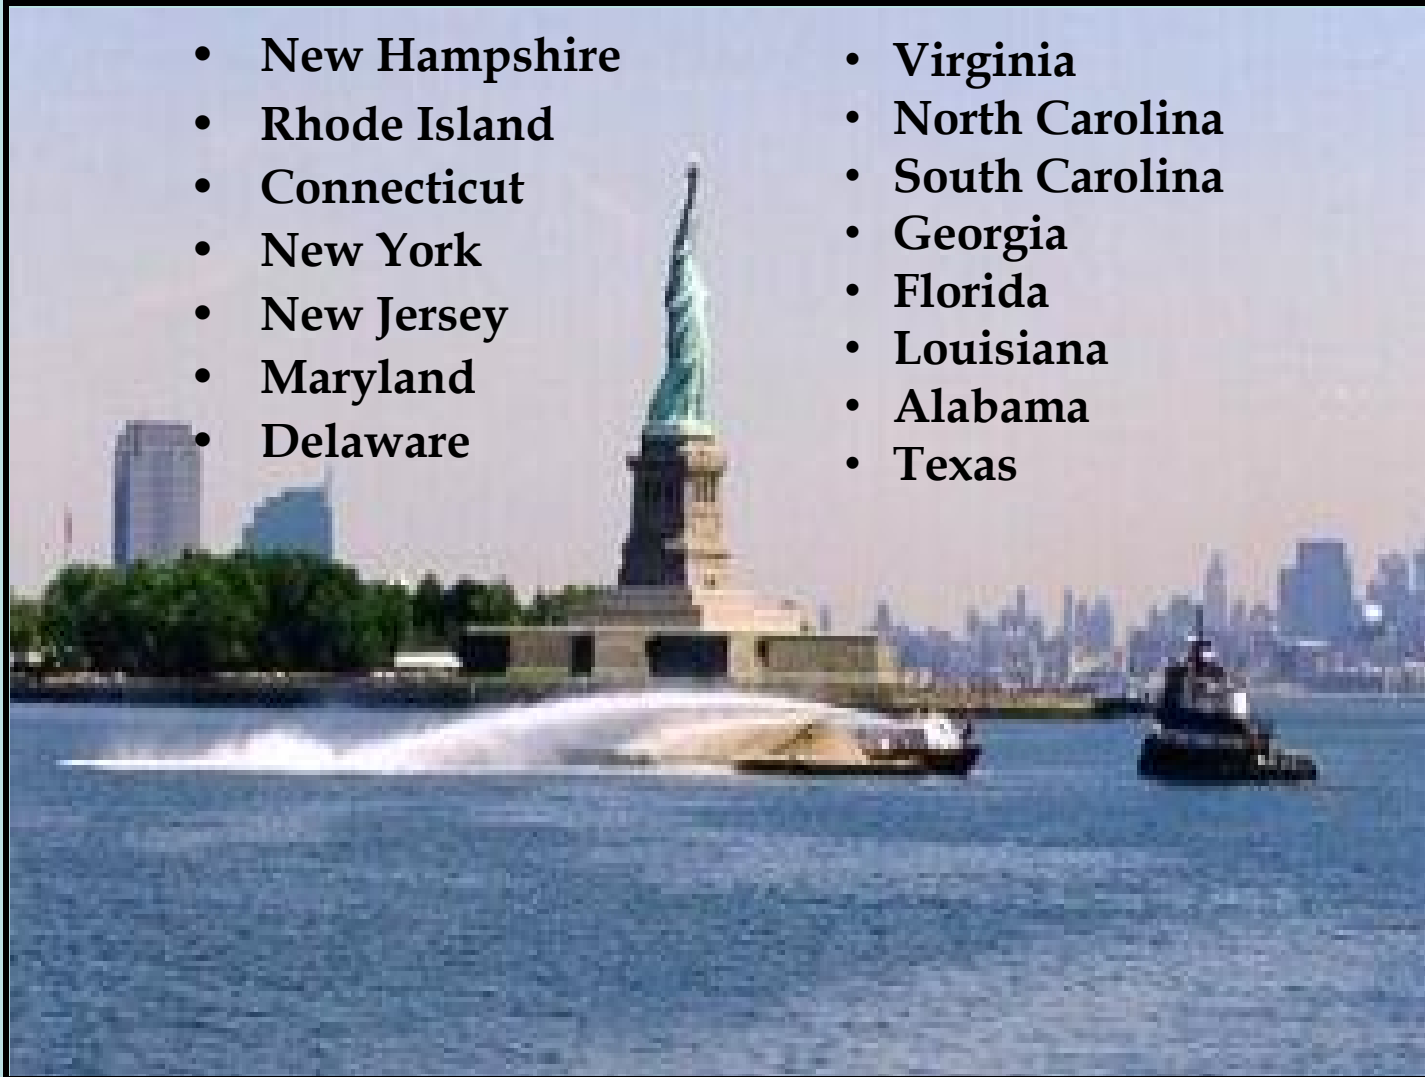 • New Hampshire
• Rhode Island
• Connecticut
• New York
• New Jersey
• Maryland
• Delaware
• Virginia
• North Carolina
• South Carolina
• Georgia
• Florida
• Louisiana
• Alabama
• Texas